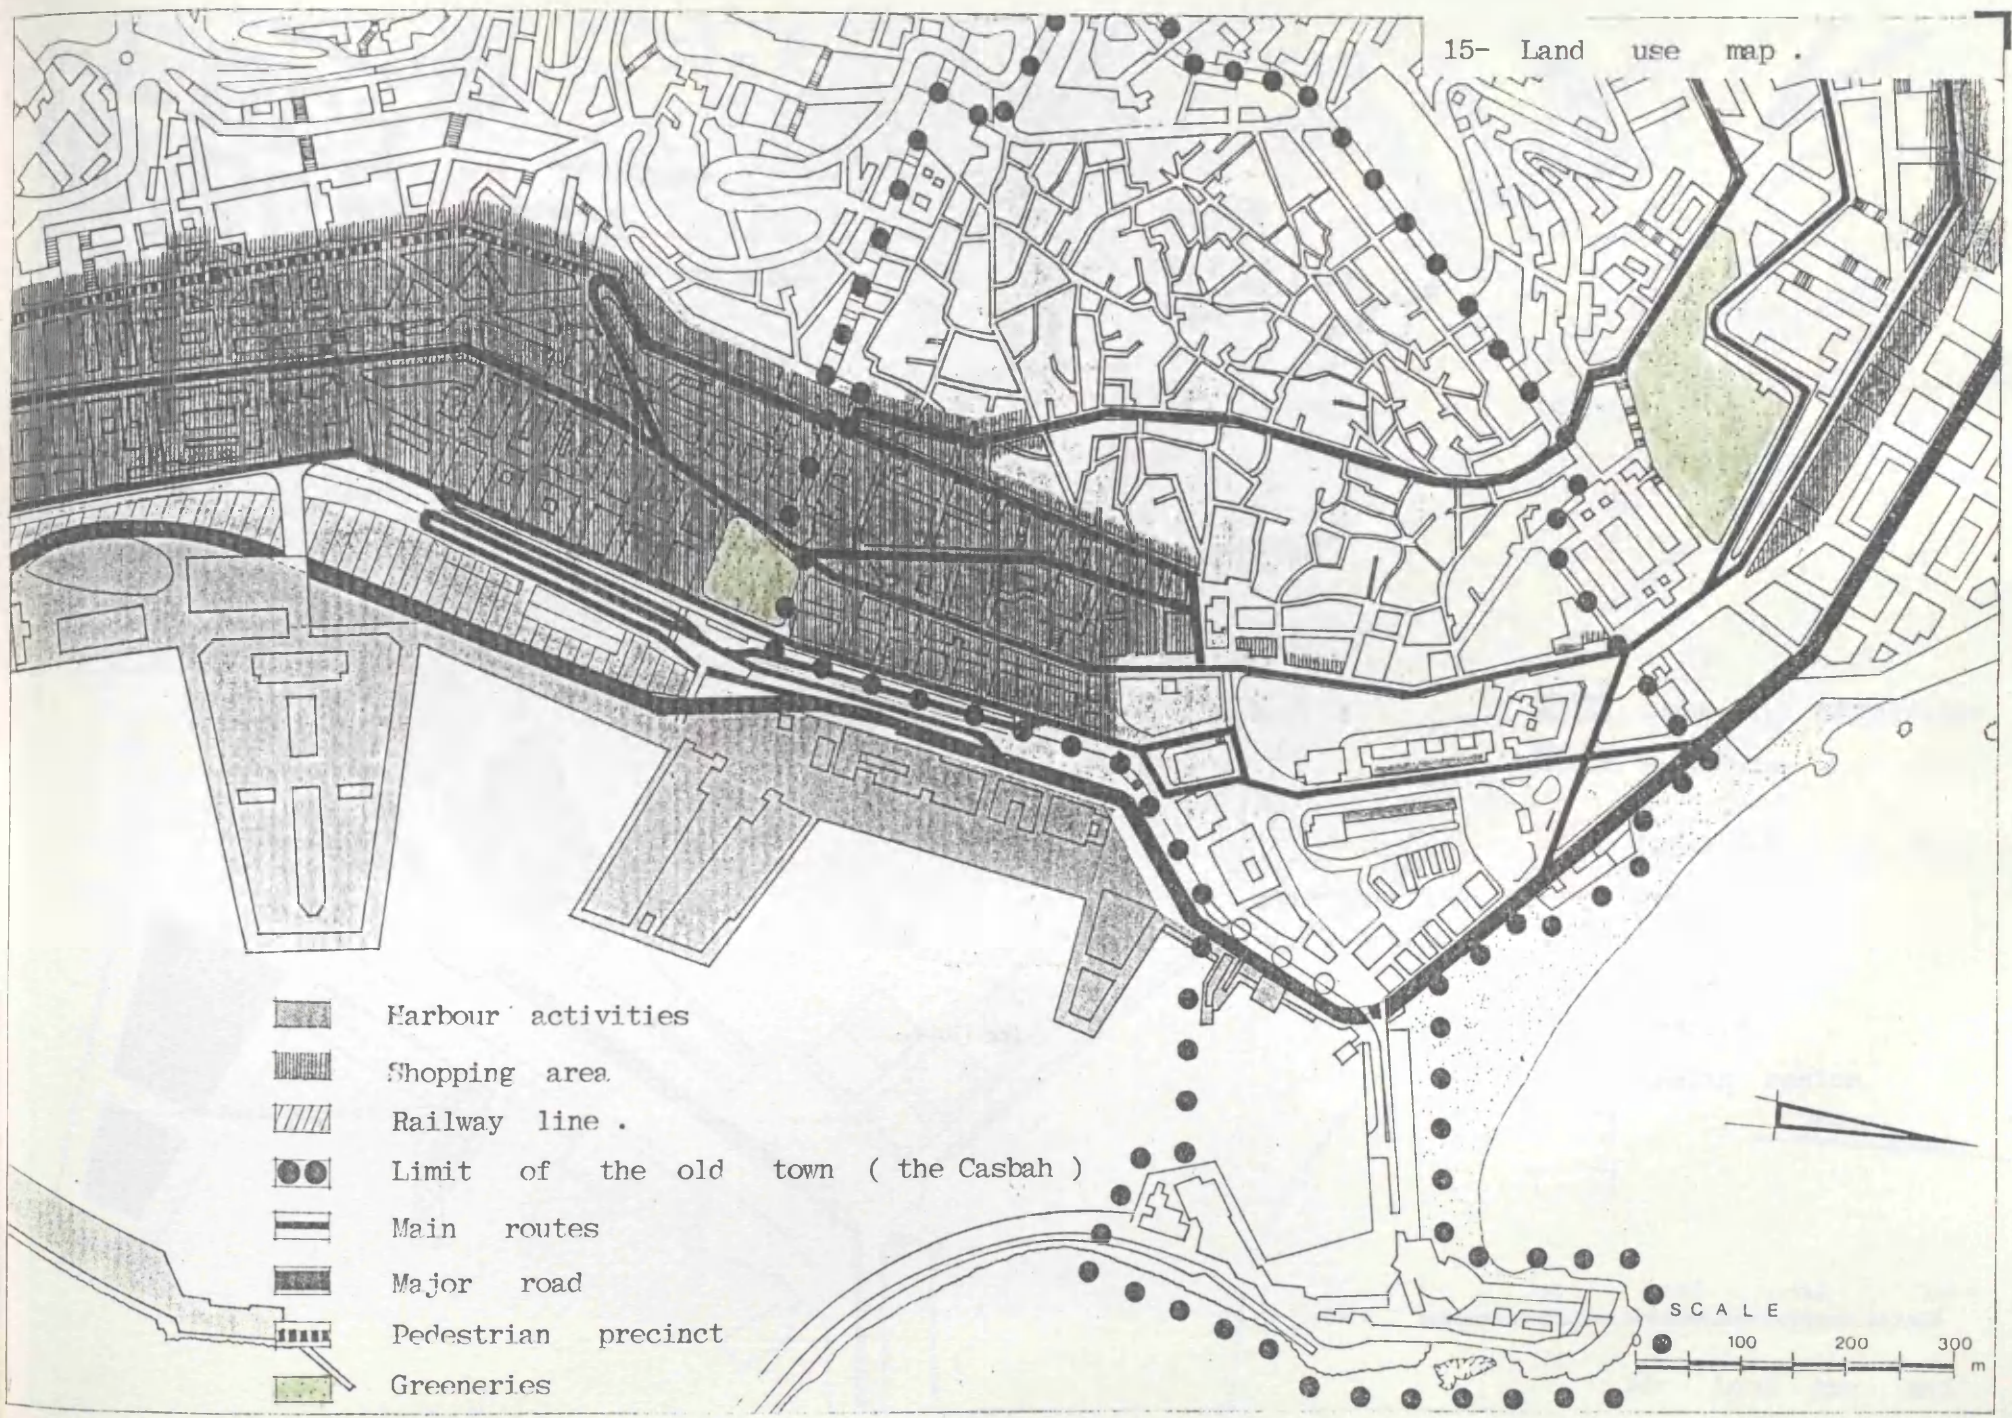 15- Land use map .
Harbour activities
Shopping area
Railway line .
Limit of the old town ( the Casbah )
Main routes
Major road
Pedestrian precinct
Greeneries
SCALE
0 100 200 300
m